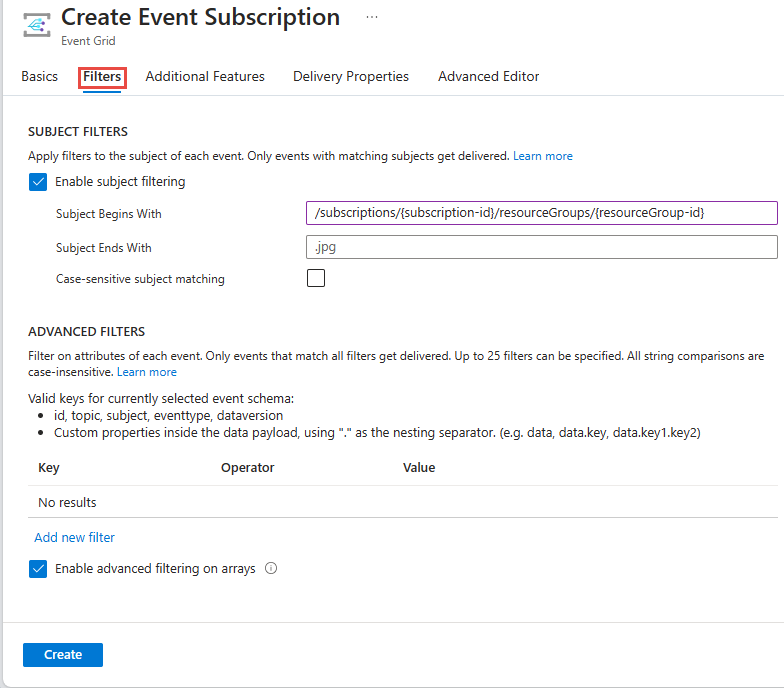 Create Event Subscription ...
Event Grid
Basics Filters Additional Features Delivery Properties Advanced Editor
SUBJECT FILTERS
Apply filters to the subject of each event. Only events with matching subjects get delivered. Learn more
Enable subject filtering
Subject Begins With /subscriptions/{subscription-id}/resourceGroups/{resourceGroup-id}
Subject Ends With .jpg
Case-sensitive subject matching
ADVANCED FILTERS
Filter on attributes of each event. Only events that match all filters get delivered. Up to 25 filters can be specified. All string comparisons are
case-insensitive. Learn more
Valid keys for currently selected event schema:
• id, topic, subject, eventtype, dataversion
• Custom properties inside the data payload, using "." as the nesting separator. (e.g. data, data.key, data.key1.key2)
Key Operator Value
No results
Add new filter
Enable advanced filtering on arrays
Create